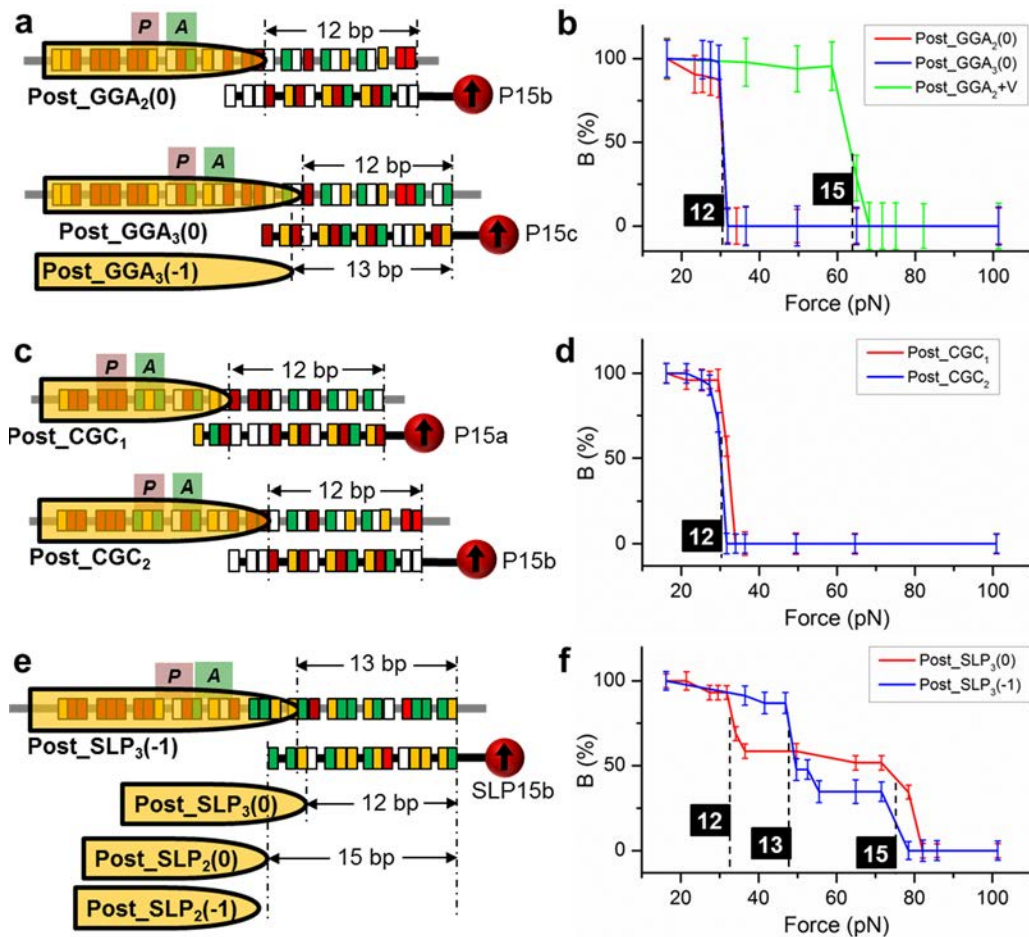 a
P A
12 bp
Post_GGA2(0)
P15b
12 bp
P A
Post_GGA3(0)
P15c
Post_GGA3(-1)
13 bp
b
B (%)
100
50
0
Post_GGA2(0)
Post_GGA3(0)
Post_GGA2+V
12
15
20 40 60 80 100
Force (pN)
c
P A
12 bp
Post_CGC1
P15a
P A
12 bp
Post_CGC2
P15b
d
B (%)
100
50
0
Post_CGC1
Post_CGC2
12
20 40 60 80 100
Force (pN)
e
P A
13 bp
Post_SLP3(-1)
SLP15b
Post_SLP3(0)
12 bp
Post_SLP2(0)
15 bp
Post_SLP2(-1)
f
B (%)
100
50
0
Post_SLP3(0)
Post_SLP3(-1)
12
13
15
20 40 60 80 100
Force (pN)